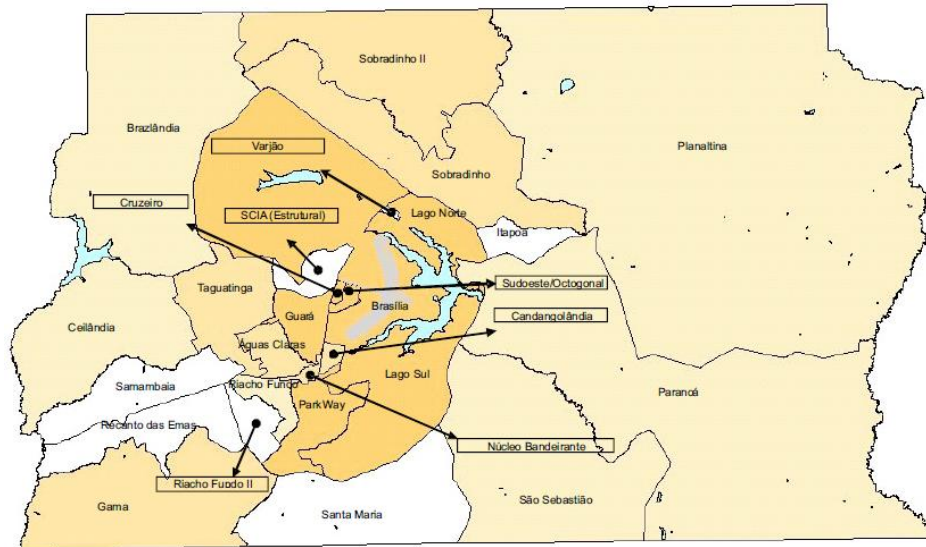 Sobradinho II
Brazlândia
Varjão
Planaltina
Sobradinho
Cruzeiro
SCIA (Estrutural)
Lago Norte
Itapoã
Taguatinga
Sudoeste/Octogonal
Guará
Brasília
Candangolândia
Ceilândia
Águas Claras
Lago Sul
Samambaia
Riacho Fundo
Paranoá
ParkWay
Recanto das Emas
Núcleo Bandeirante
Riacho Fundo II
São Sebastião
Gama
Santa Maria